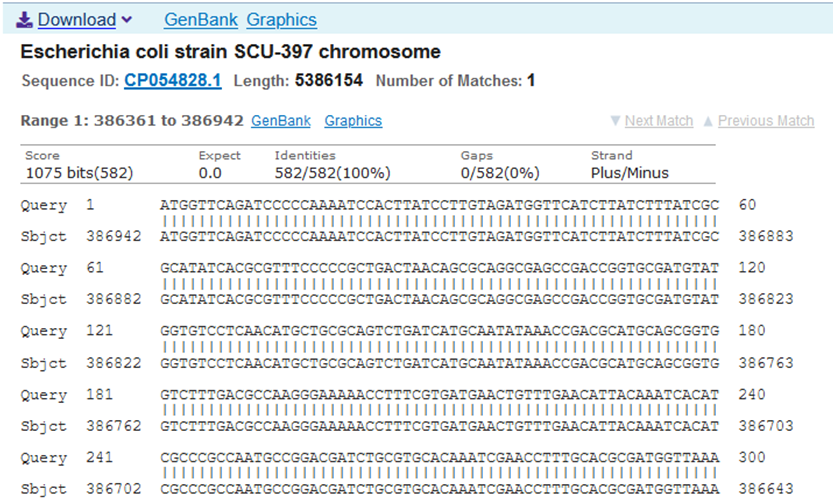 Download GenBank Graphics
Escherichia coli strain SCU-397 chromosome
Sequence ID: CP054828.1 Length: 5386154 Number of Matches: 1
Range 1: 386361 to 386942 GenBank Graphics Next Match Previous Match
Score Expect Identities Gaps Strand
1075 bits(582) 0.0 582/582(100%) 0/582(0%) Plus/Minus
Query 1 ATGGTTCAGATCCCCCAAAATCCACTTATCCTTGTAGATGGTTCATCTTATCTTTATCGC 60
Sbjct 386942 ATGGTTCAGATCCCCCAAAATCCACTTATCCTTGTAGATGGTTCATCTTATCTTTATCGC 386883
Query 61 GCATATCACGCGTTTCCCCCGCTGACTAACAGCGCAGGCGAGCCGACCGGTGCGATGTAT 120
Sbjct 386882 GCATATCACGCGTTTCCCCCGCTGACTAACAGCGCAGGCGAGCCGACCGGTGCGATGTAT 386823
Query 121 GGTGTCCTCAACATGCTGCGCAGTCTGATCATGCAATATAAACCGACGCATGCAGCGGTG 180
Sbjct 386822 GGTGTCCTCAACATGCTGCGCAGTCTGATCATGCAATATAAACCGACGCATGCAGCGGTG 386763
Query 181 GTCTTTGACGCCAAGGGAAAAACCTTTCGTGATGAACTGTTTGAACATTACAAATCACAT 240
Sbjct 386762 GTCTTTGACGCCAAGGGAAAAACCTTTCGTGATGAACTGTTTGAACATTACAAATCACAT 386703
Query 241 CGCCCGCCAATGCCGGACGATCTGCGTGCACAAATCGAACCTTTGCACGCGATGGTTAAA 300
Sbjct 386702 CGCCCGCCAATGCCGGACGATCTGCGTGCACAAATCGAACCTTTGCACGCGATGGTTAAA 386643